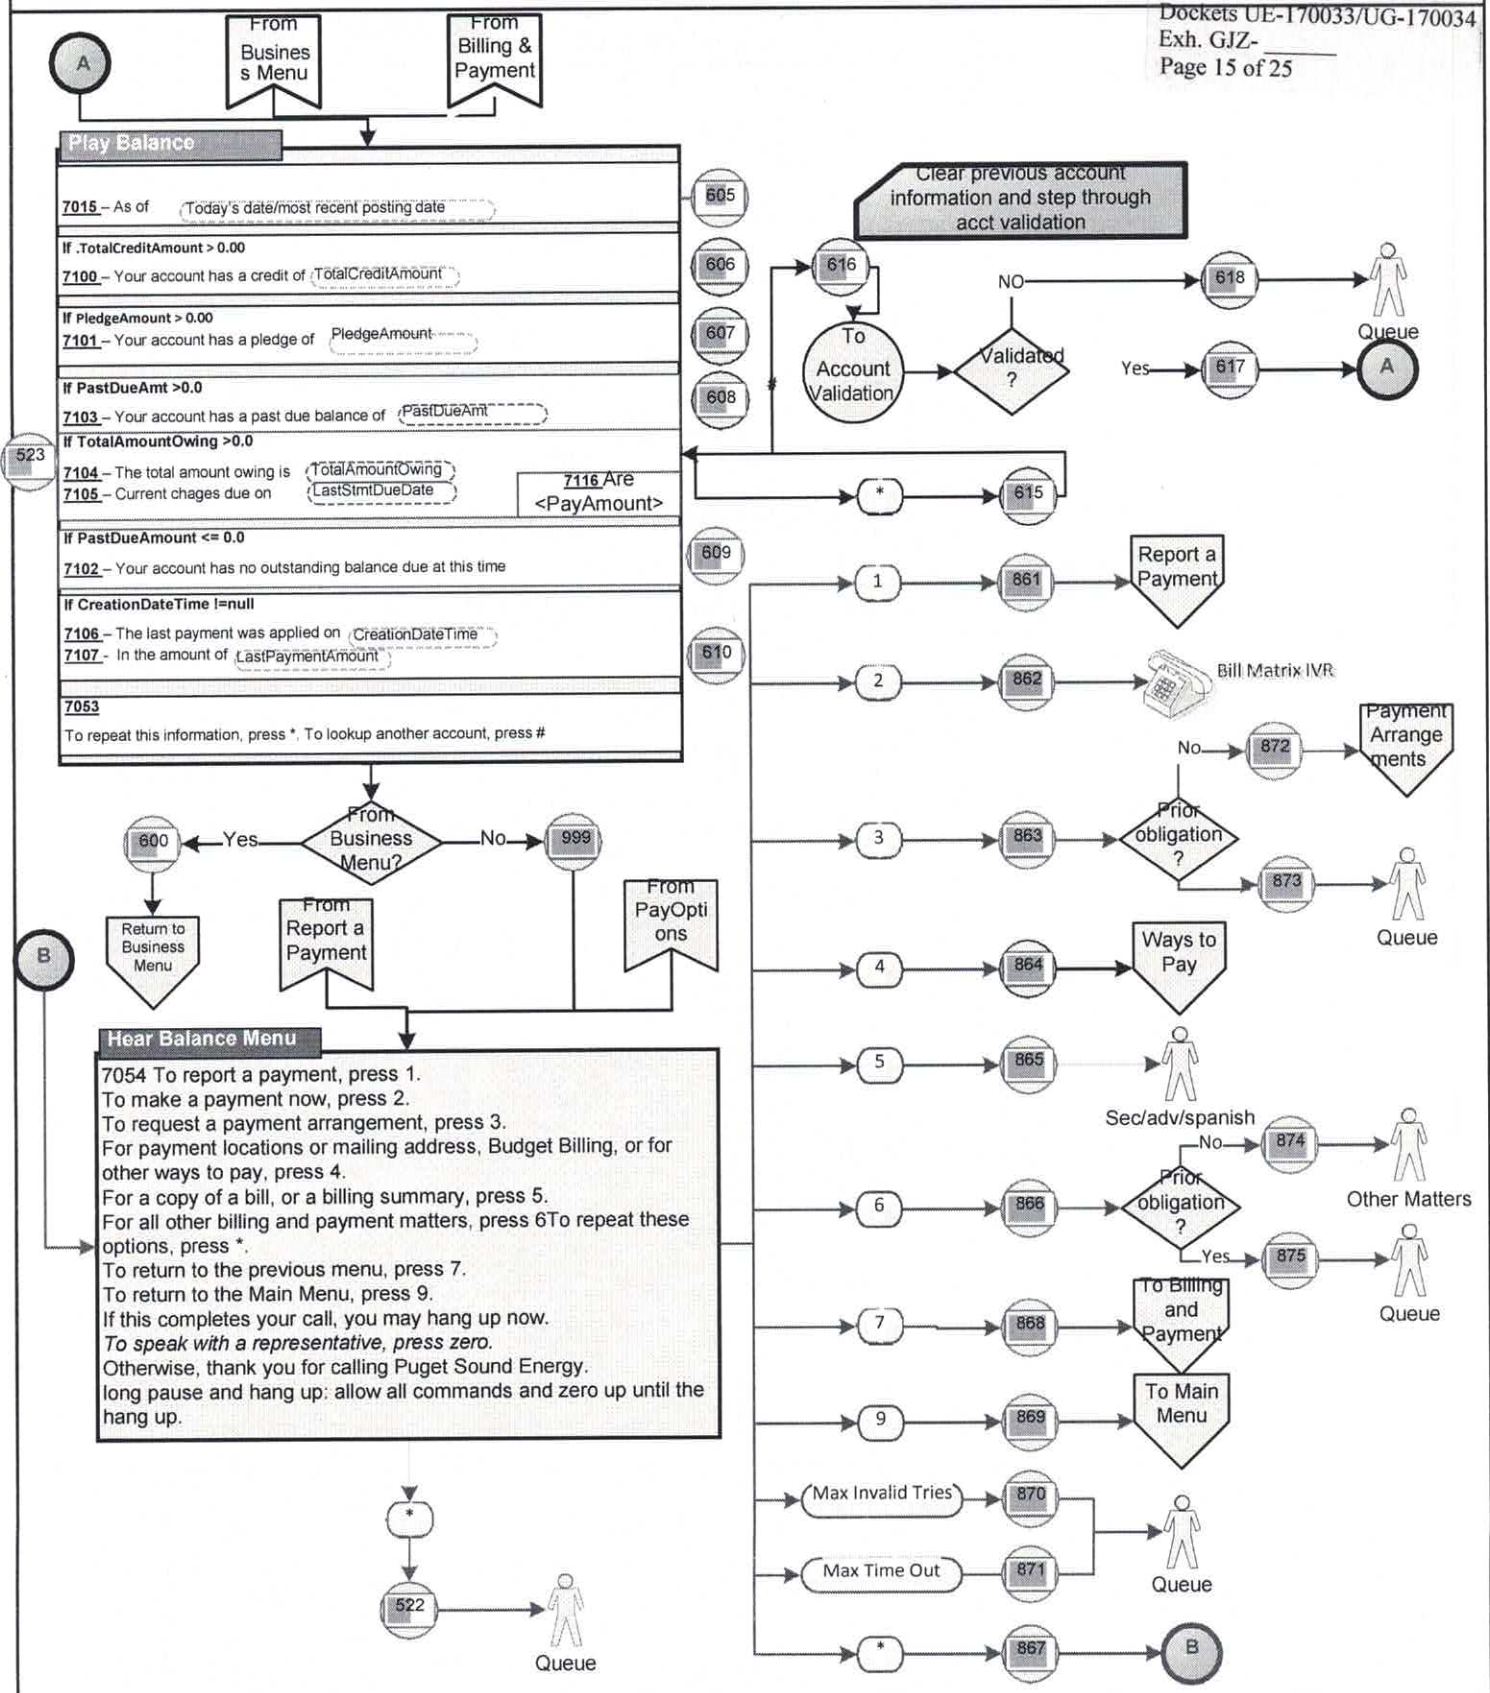 Dockets UE-170033/UG-170034
Exh. GJZ-
Page 15 of 25
A
From
Busines
s Menu
From
Billing &
Payment
Play Balance
7015 – As of Today's date/most recent posting date
605
If .TotalCreditAmount > 0.00
7100 – Your account has a credit of TotalCreditAmount
606
If PledgeAmount > 0.00
7101 – Your account has a pledge of PledgeAmount
607
If PastDueAmt >0.0
7103 – Your account has a past due balance of PastDueAmt
608
If TotalAmountOwing >0.0
523
7104 – The total amount owing is TotalAmountOwing
7105 – Current chages due on LastStmtDueDate
7116 Are
<PayAmount>
If PastDueAmount <= 0.0
7102 – Your account has no outstanding balance due at this time
609
If CreationDateTime !=null
7106 – The last payment was applied on CreationDateTime
7107 - In the amount of LastPaymentAmount
610
7053
To repeat this information, press *. To lookup another account, press #
Clear previous account
information and step through
acct validation
616
#
To
Account
Validation
Validated
?
NO
618
Queue
Yes
617
A
*
615
From
Business
Menu?
Yes
600
No
999
Return to
Business
Menu
From
Report a
Payment
From
PayOpti
ons
B
Hear Balance Menu
7054 To report a payment, press 1.
To make a payment now, press 2.
To request a payment arrangement, press 3.
For payment locations or mailing address, Budget Billing, or for
other ways to pay, press 4.
For a copy of a bill, or a billing summary, press 5.
For all other billing and payment matters, press 6To repeat these
options, press *.
To return to the previous menu, press 7.
To return to the Main Menu, press 9.
If this completes your call, you may hang up now.
To speak with a representative, press zero.
Otherwise, thank you for calling Puget Sound Energy.
long pause and hang up: allow all commands and zero up until the
hang up.
*
522
Queue
1
861
Report a
Payment
2
862
Bill Matrix IVR
3
863
Prior
obligation
?
No
872
Payment
Arrange
ments
873
Queue
4
864
Ways to
Pay
5
865
Sec/adv/spanish
6
866
Prior
obligation
?
No
874
Other Matters
Yes
875
Queue
7
868
To Billing
and
Payment
9
869
To Main
Menu
Max Invalid Tries
870
Max Time Out
871
Queue
*
867
B